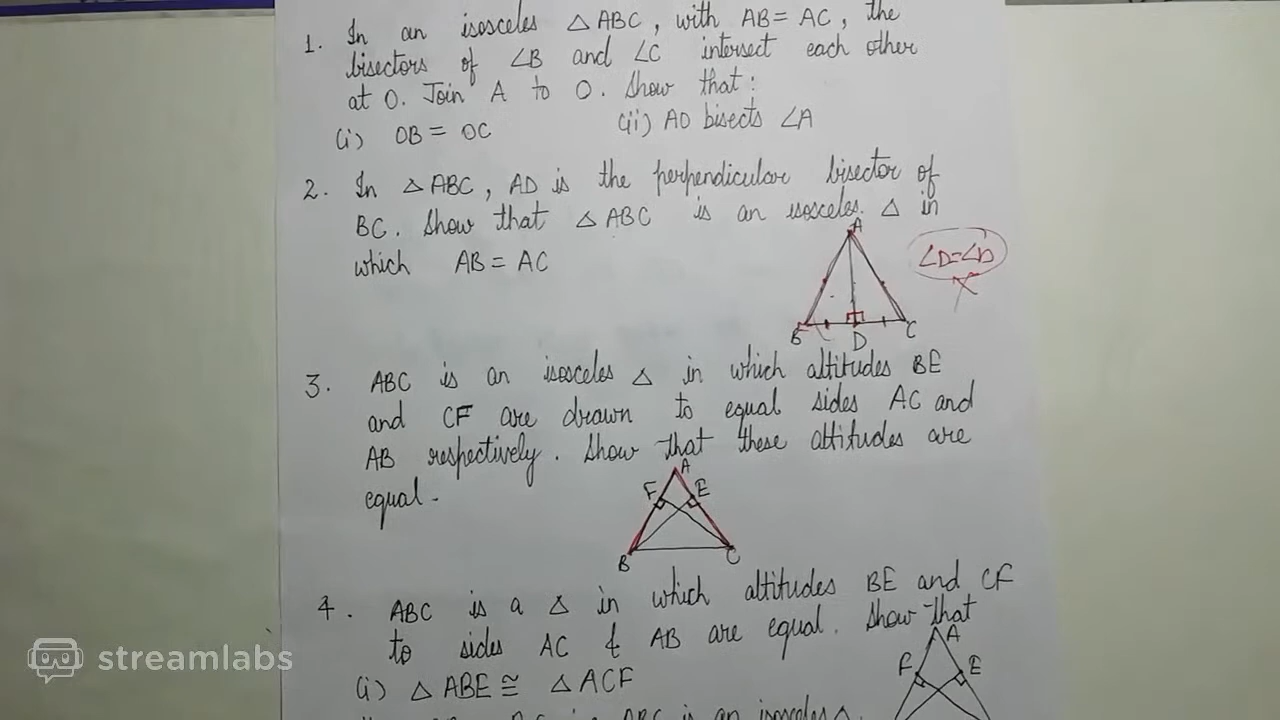 1. In an isosceles △ABC, with AB = AC, the
bisectors of ∠B and ∠C intersect each other
at O. Join A to O. Show that:
(i) OB = OC (ii) AO bisects ∠A
2. In △ABC, AD is the perpendicular bisector of
BC. Show that △ABC is an isosceles. △ in
which AB = AC
A
∠D=∠D
B D C
3. ABC is an isosceles △ in which altitudes BE
and CF are drawn to equal sides AC and
AB respectively. Show that these altitudes are
equal.
A
F E
B C
4. ABC is a △ in which altitudes BE and CF
to sides AC & AB are equal. Show that
(i) △ABE ≅ △ACF
A
F E
ABC is an isosceles △.
streamlabs